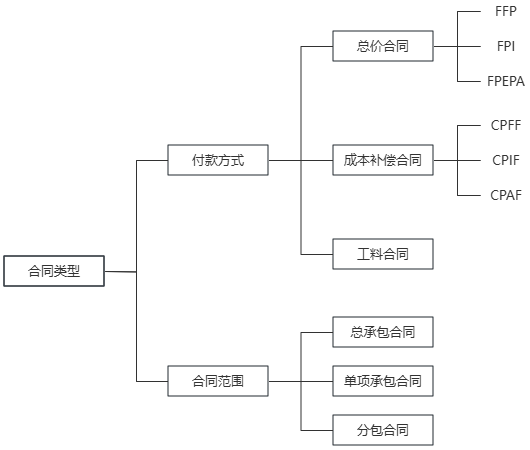 合同类型
付款方式
总价合同
FFP
FPI
FPEPA
成本补偿合同
CPFF
CPIF
CPAF
工料合同
合同范围
总承包合同
单项承包合同
分包合同